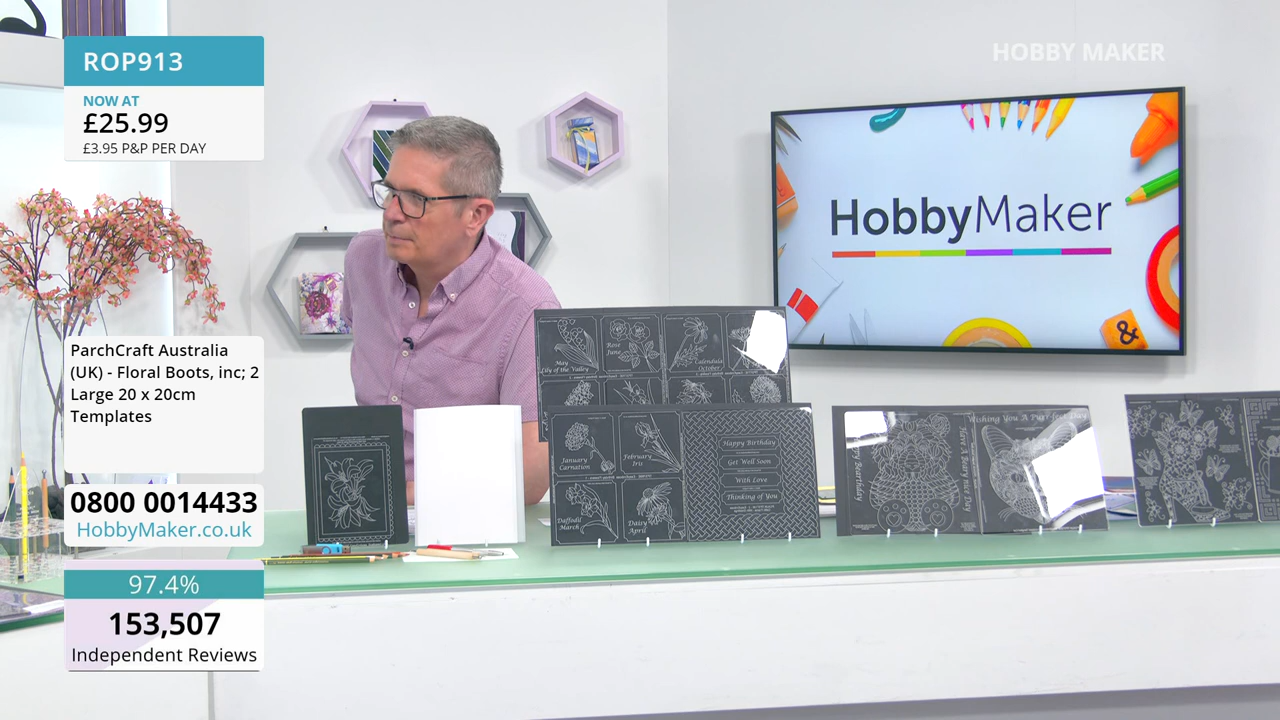 ROP913
NOW AT
£25.99
£3.95 P&P PER DAY
ParchCraft Australia
(UK) - Floral Boots, inc; 2
Large 20 x 20cm
Templates
0800 0014433
HobbyMaker.co.uk
97.4%
153,507
Independent Reviews
HOBBY MAKER
HobbyMaker
&
May
Lily of the Valley
Rose
June
Calendula
October
January
Carnation
February
Iris
Daffodil
March
Daisy
April
Happy Birthday
Get Well Soon
With Love
Thinking of You
Wishing You A Purrfect Day